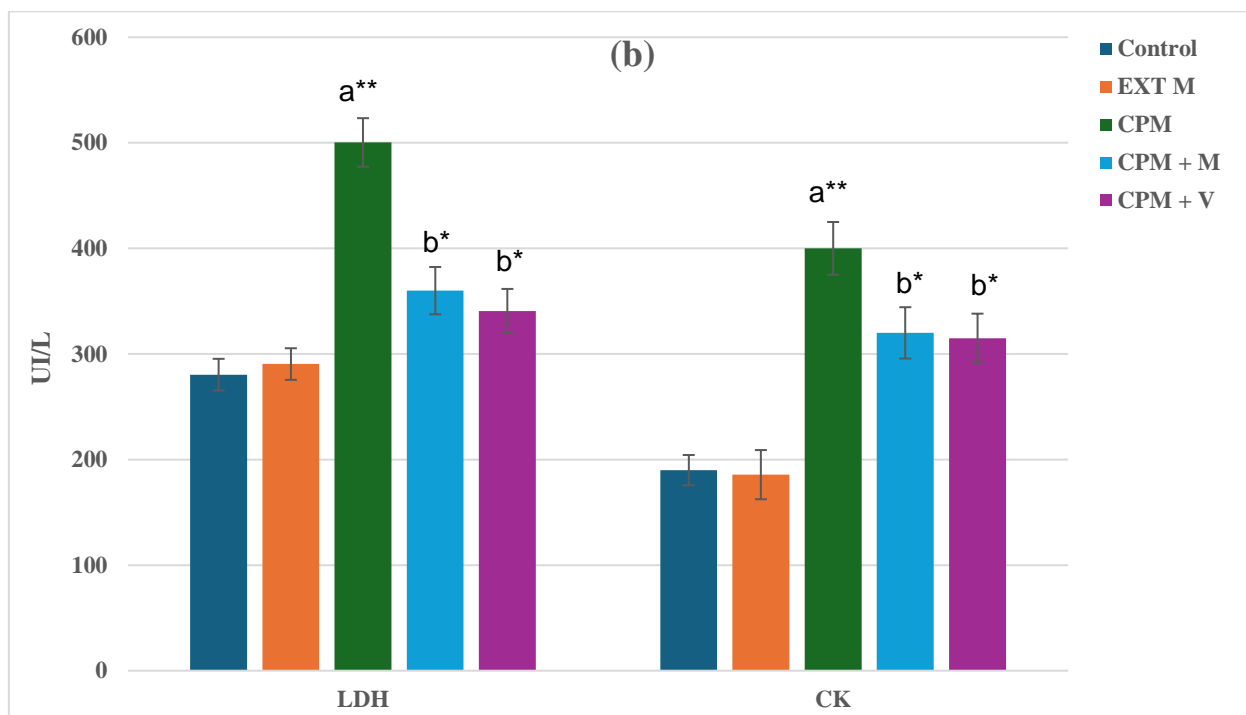 (b)
600
500
400
300
200
100
0
UI/L
a**
b*
b*
a**
b*
b*
LDH
CK
Control
EXT M
CPM
CPM + M
CPM + V